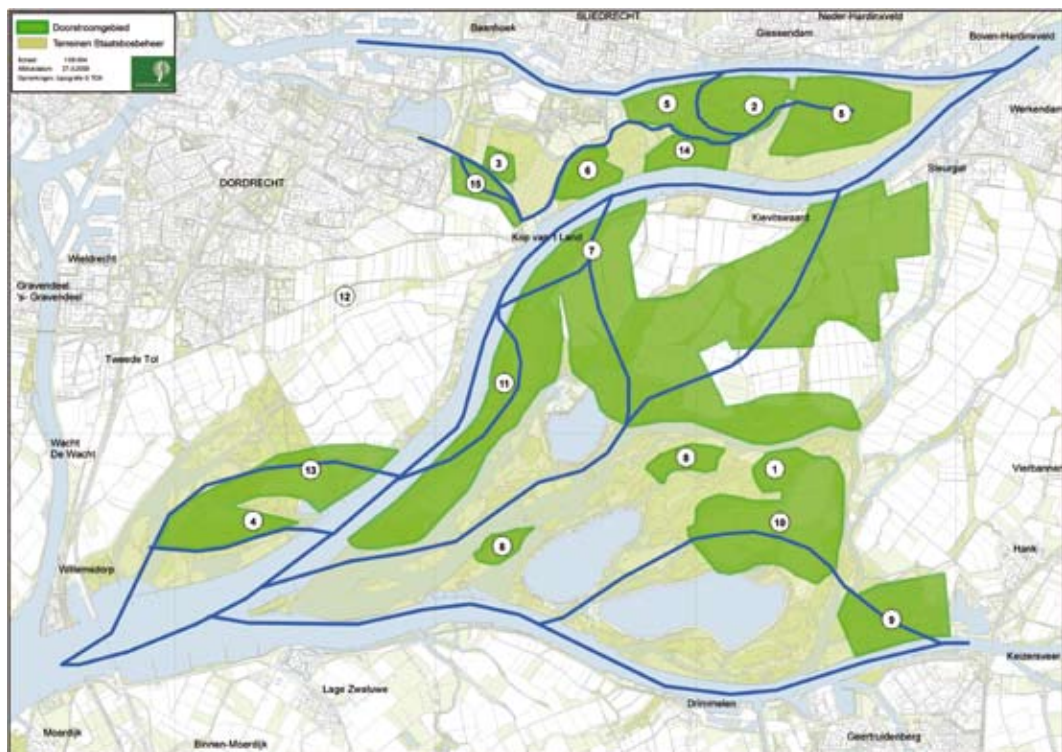 Doorstroomgebied
Terreinen Staatsbosbeheer
Baanhoek
SLIEDRECHT
Neder-Hardinxveld
Giessendam
Boven-Hardinxveld
Werkendam
5
2
5
3
14
6
15
Sleurgat
DORDRECHT
Kievitswaard
Kop van 't Land
7
Wieldrecht
Gravendeel
's- Gravendeel
12
Tweede Tol
11
Wacht
De Wacht
13
8
1
Vierbannen
4
10
8
Hank
Willemsdorp
9
Keizersveer
Lage Zwaluwe
Drimmelen
Moerdijk
Binnen-Moerdijk
Geertruidenberg